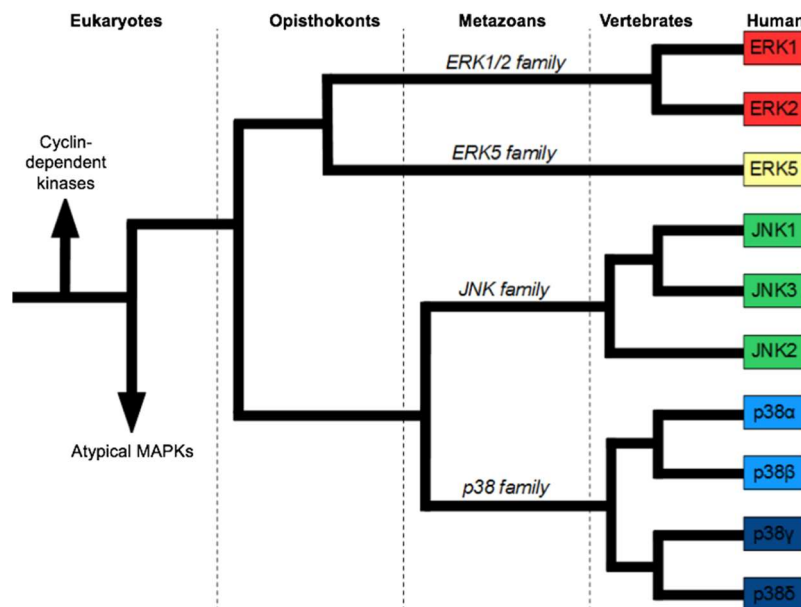 Eukaryotes
Opisthokonts
Metazoans
Vertebrates
Human
ERK1
ERK1/2 family
ERK2
Cyclin-
dependent
kinases
ERK5 family
ERK5
JNK1
JNK family
JNK3
JNK2
p38α
Atypical MAPKs
p38β
p38 family
p38γ
p38δ